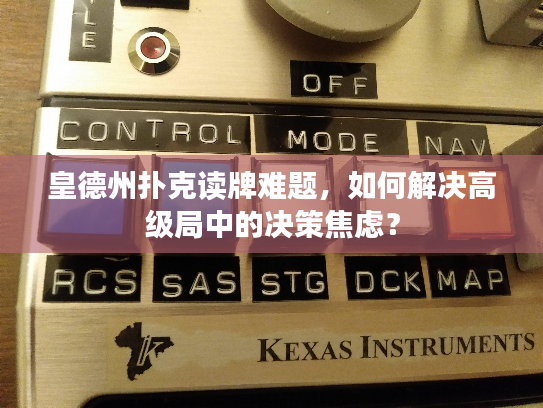 YLE
OFF
CONTROL MODE NAV
皇德州扑克读牌难题，如何解决高
级局中的决策焦虑？
RCS SAS STG DCK MAP
KEXAS INSTRUMENTS